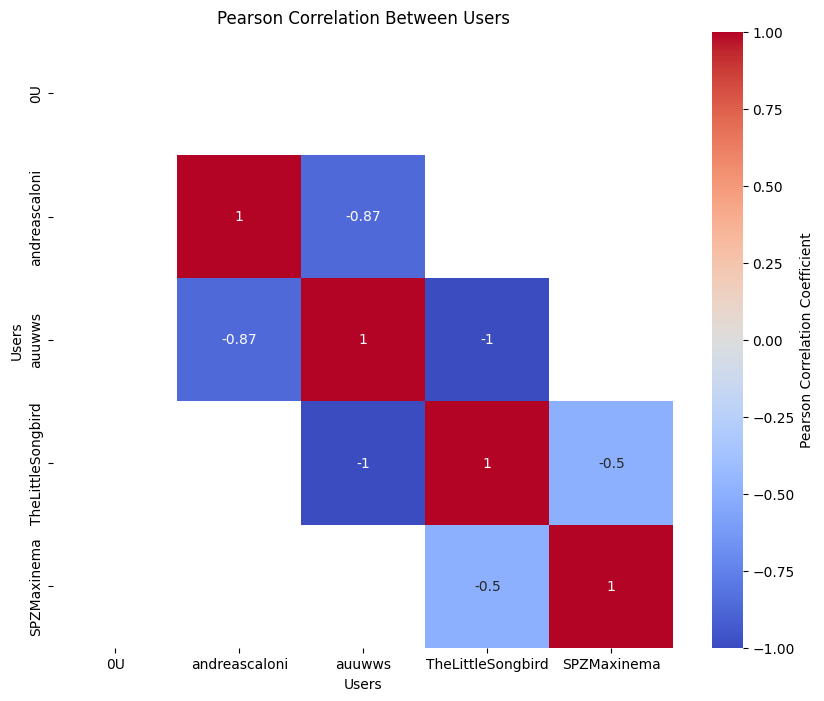 Pearson Correlation Between Users
0U
andreascaloni
auuwws
TheLittleSongbird
SPZMaxinema
Users
1 -0.87
-0.87 1 -1
-1 1 -0.5
-0.5 1
0U andreascaloni auuwws TheLittleSongbird SPZMaxinema
Users
1.00
0.75
0.50
0.25
0.00
−0.25
−0.50
−0.75
−1.00
Pearson Correlation Coefficient